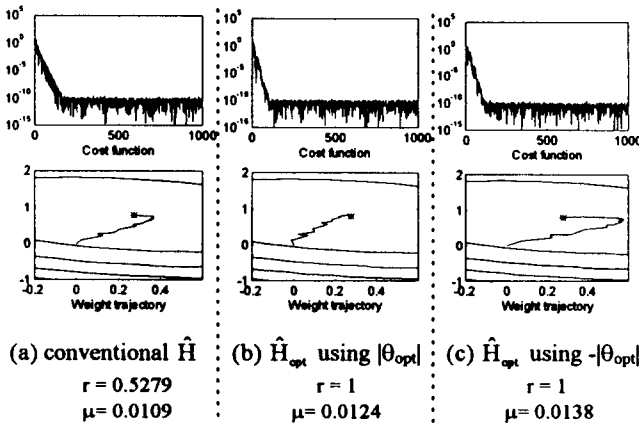 10^5 10^5 10^5
10^0 10^0 10^0
10^-5 10^-5 10^-5
10^-10 10^-10 10^-10
10^-15 10^-15 10^-15
0 500 1000 0 500 1000 0 500 1000
Cost function Cost function Cost function
2 2 2
1 1 1
0 0 0
-1 -1 -1
-0.2 0 0.2 0.4 -0.2 0 0.2 0.4 -0.2 0 0.2 0.4
Weight trajectory Weight trajectory Weight trajectory
(a) conventional Ĥ (b) Ĥ_opt using |θ_opt| (c) Ĥ_opt using -|θ_opt|
r = 0.5279 r = 1 r = 1
μ= 0.0109 μ= 0.0124 μ= 0.0138